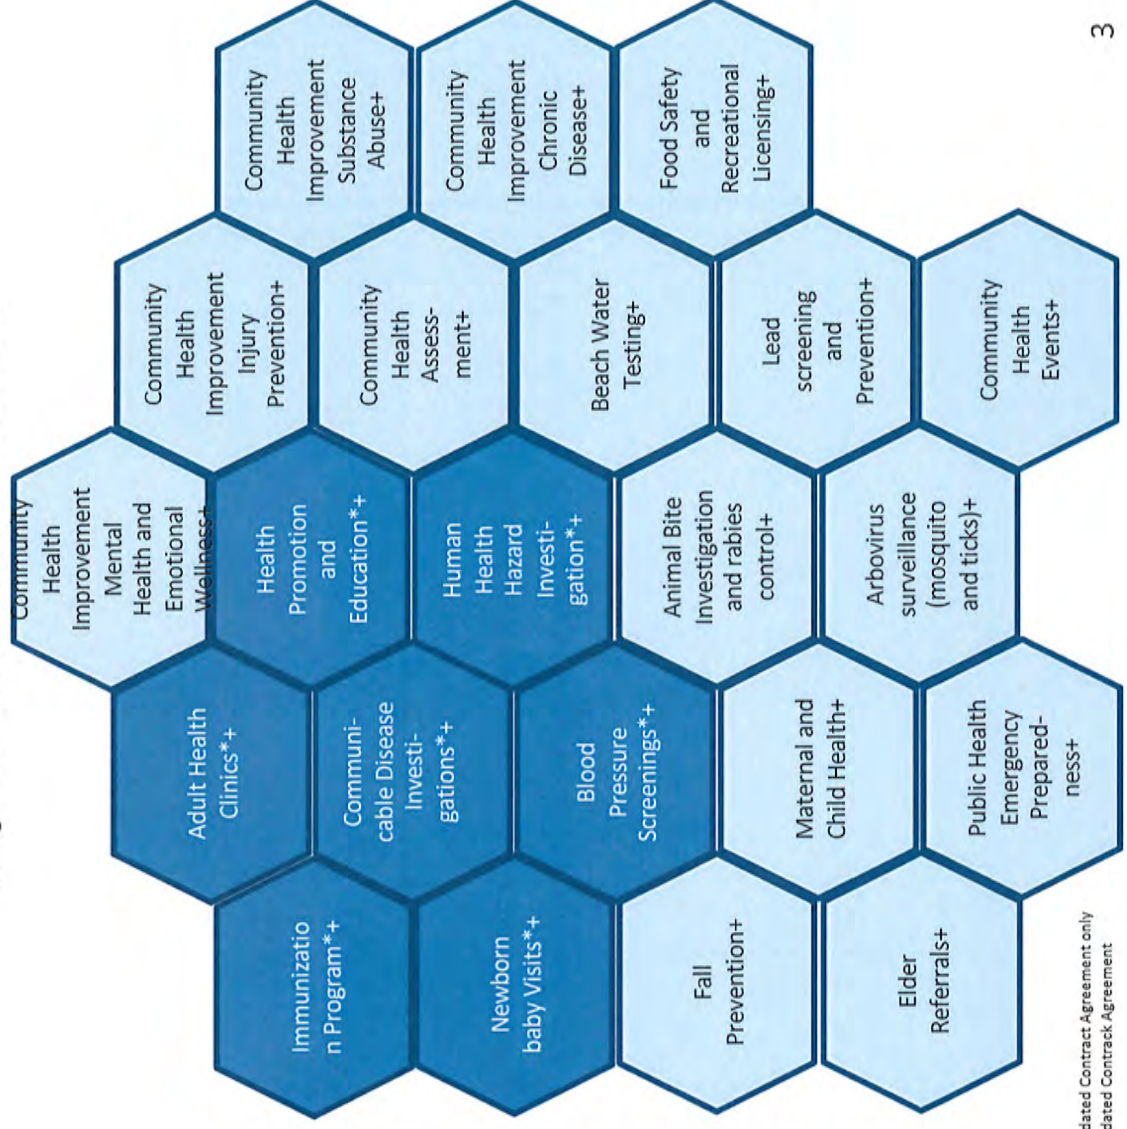 Immunizatio
n Program*+
Newborn
baby Visits*+
Fall
Prevention+
Elder
Referrals+
Adult Health
Clinics*+
Communi-
cable Disease
Investi-
gations*+
Blood
Pressure
Screenings*+
Maternal and
Child Health+
Public Health
Emergency
Prepared-
ness+
Community
Health
Improvement
Mental
Health and
Emotional
Wellness+
Health
Promotion
and
Education*+
Human
Health
Hazard
Investi-
gation*+
Animal Bite
Investigation
and rabies
control+
Arbovirus
surveillance
(mosquito
and ticks)+
Community
Health
Improvement
Injury
Prevention+
Community
Health
Assess-
ment+
Beach Water
Testing+
Lead
screening
and
Prevention+
Community
Health
Events+
Community
Health
Improvement
Substance
Abuse+
Community
Health
Improvement
Chronic
Disease+
Food Safety
and
Recreational
Licensing+
dated Contract Agreement only
dated Contrack Agreement
3